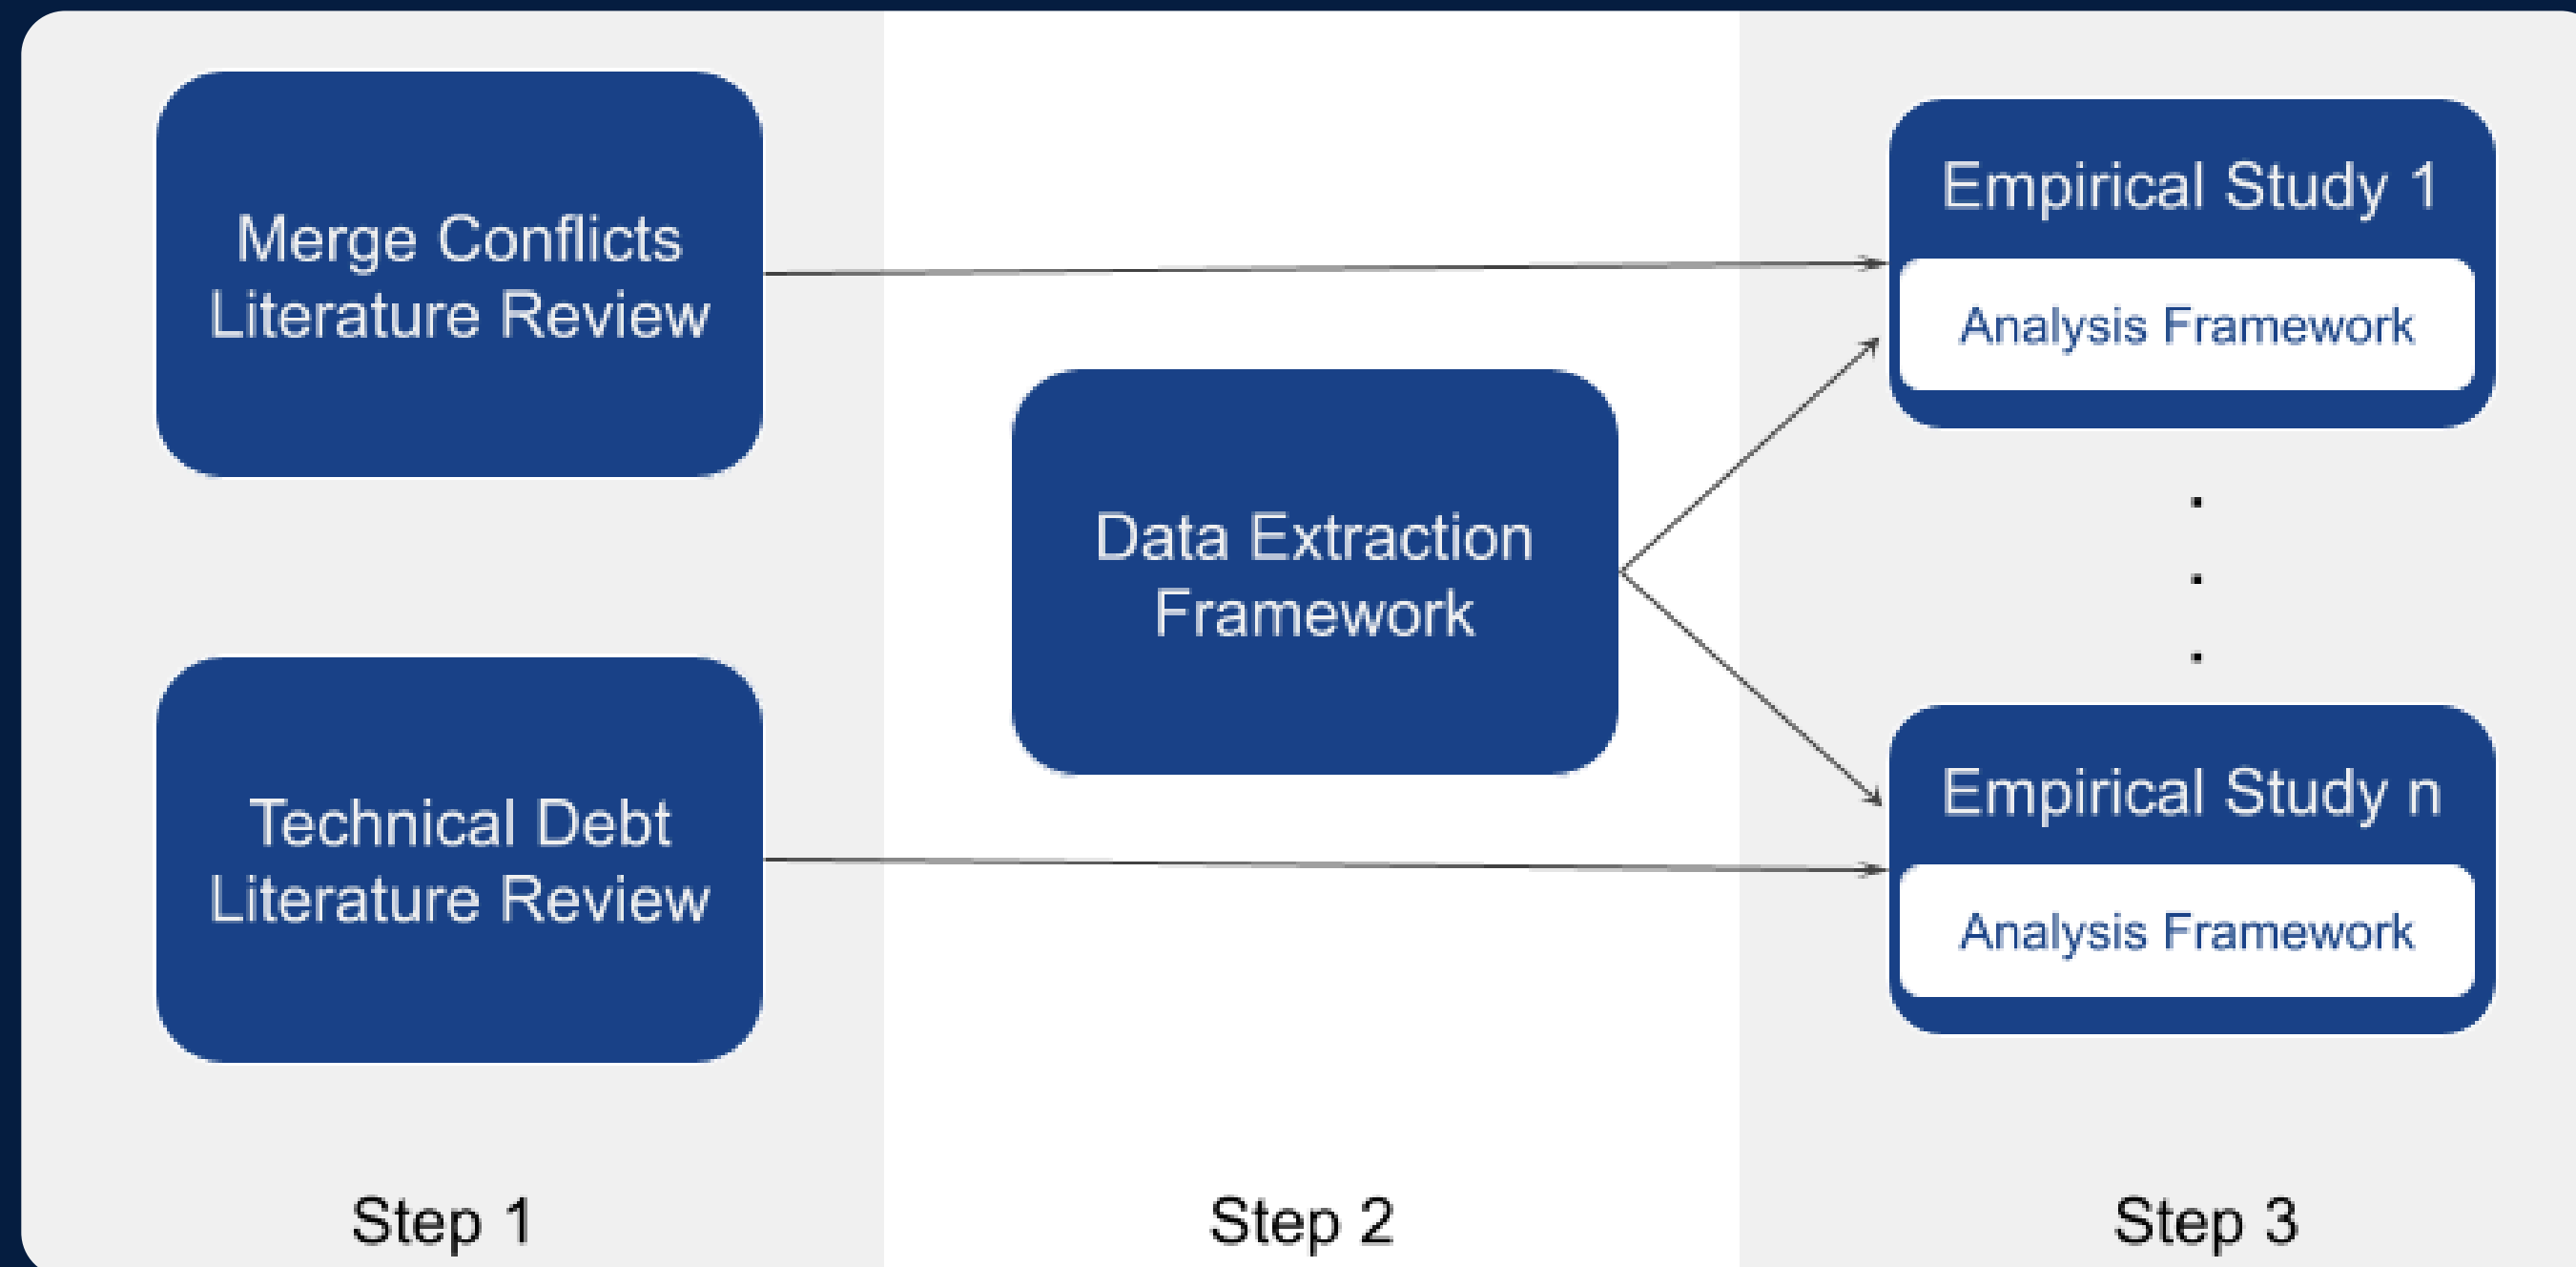 Merge Conflicts
Literature Review
Technical Debt
Literature Review
Step 1
Data Extraction
Framework
Step 2
Empirical Study 1
Analysis Framework
.
.
.
Empirical Study n
Analysis Framework
Step 3